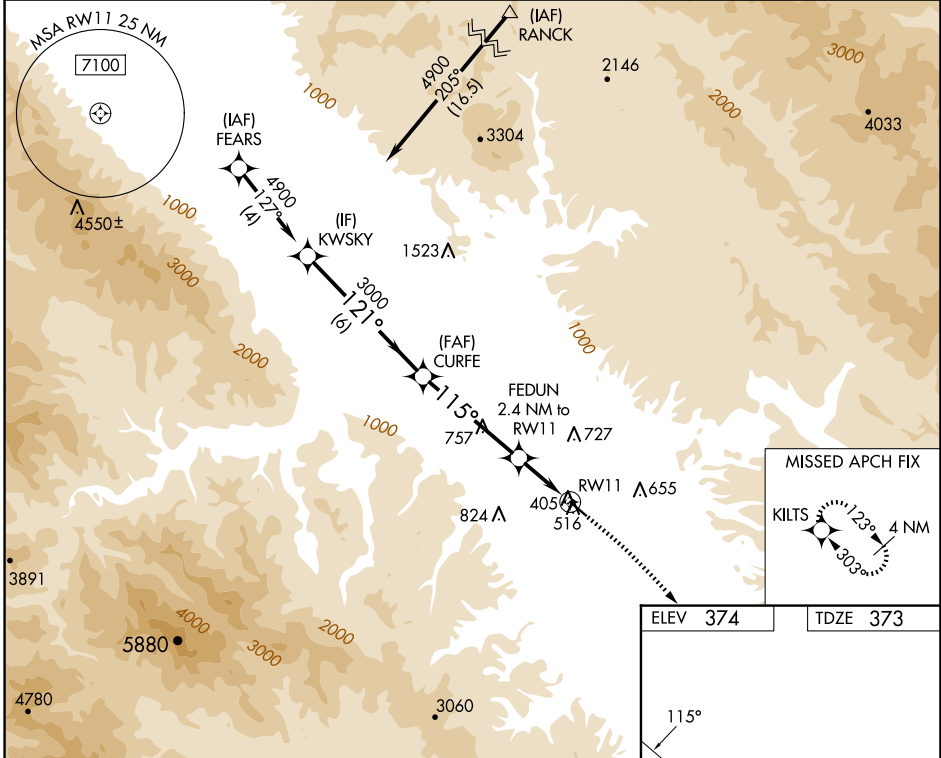 MSA RW11 25 NM
7100
(IAF)
RANCK
4900
205°
(16.5)
1000
2146
3000
2000
4033
3304
(IAF)
FEARS
4900
127°
(4)
1000
4550±
3000
(IF)
KWSKY
1523
3000
121°
(6)
1000
2000
(FAF)
CURFE
115°
FEDUN
2.4 NM to
RW11
1000
757
727
RW11
655
405
516
824
MISSED APCH FIX
KILTS
123°
4 NM
303°
3891
4000
5880
3000
2000
4780
3060
ELEV 374
TDZE 373
115°